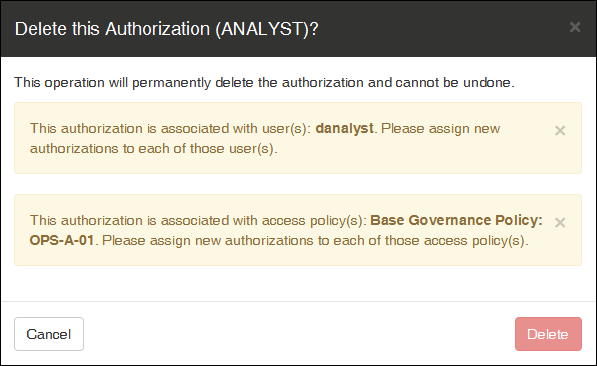 Delete this Authorization (ANALYST)?
×
This operation will permanently delete the authorization and cannot be undone.
This authorization is associated with user(s): danalyst. Please assign new
authorizations to each of those user(s).
×
This authorization is associated with access policy(s): Base Governance Policy:
OPS-A-01. Please assign new authorizations to each of those access policy(s).
×
Cancel
Delete